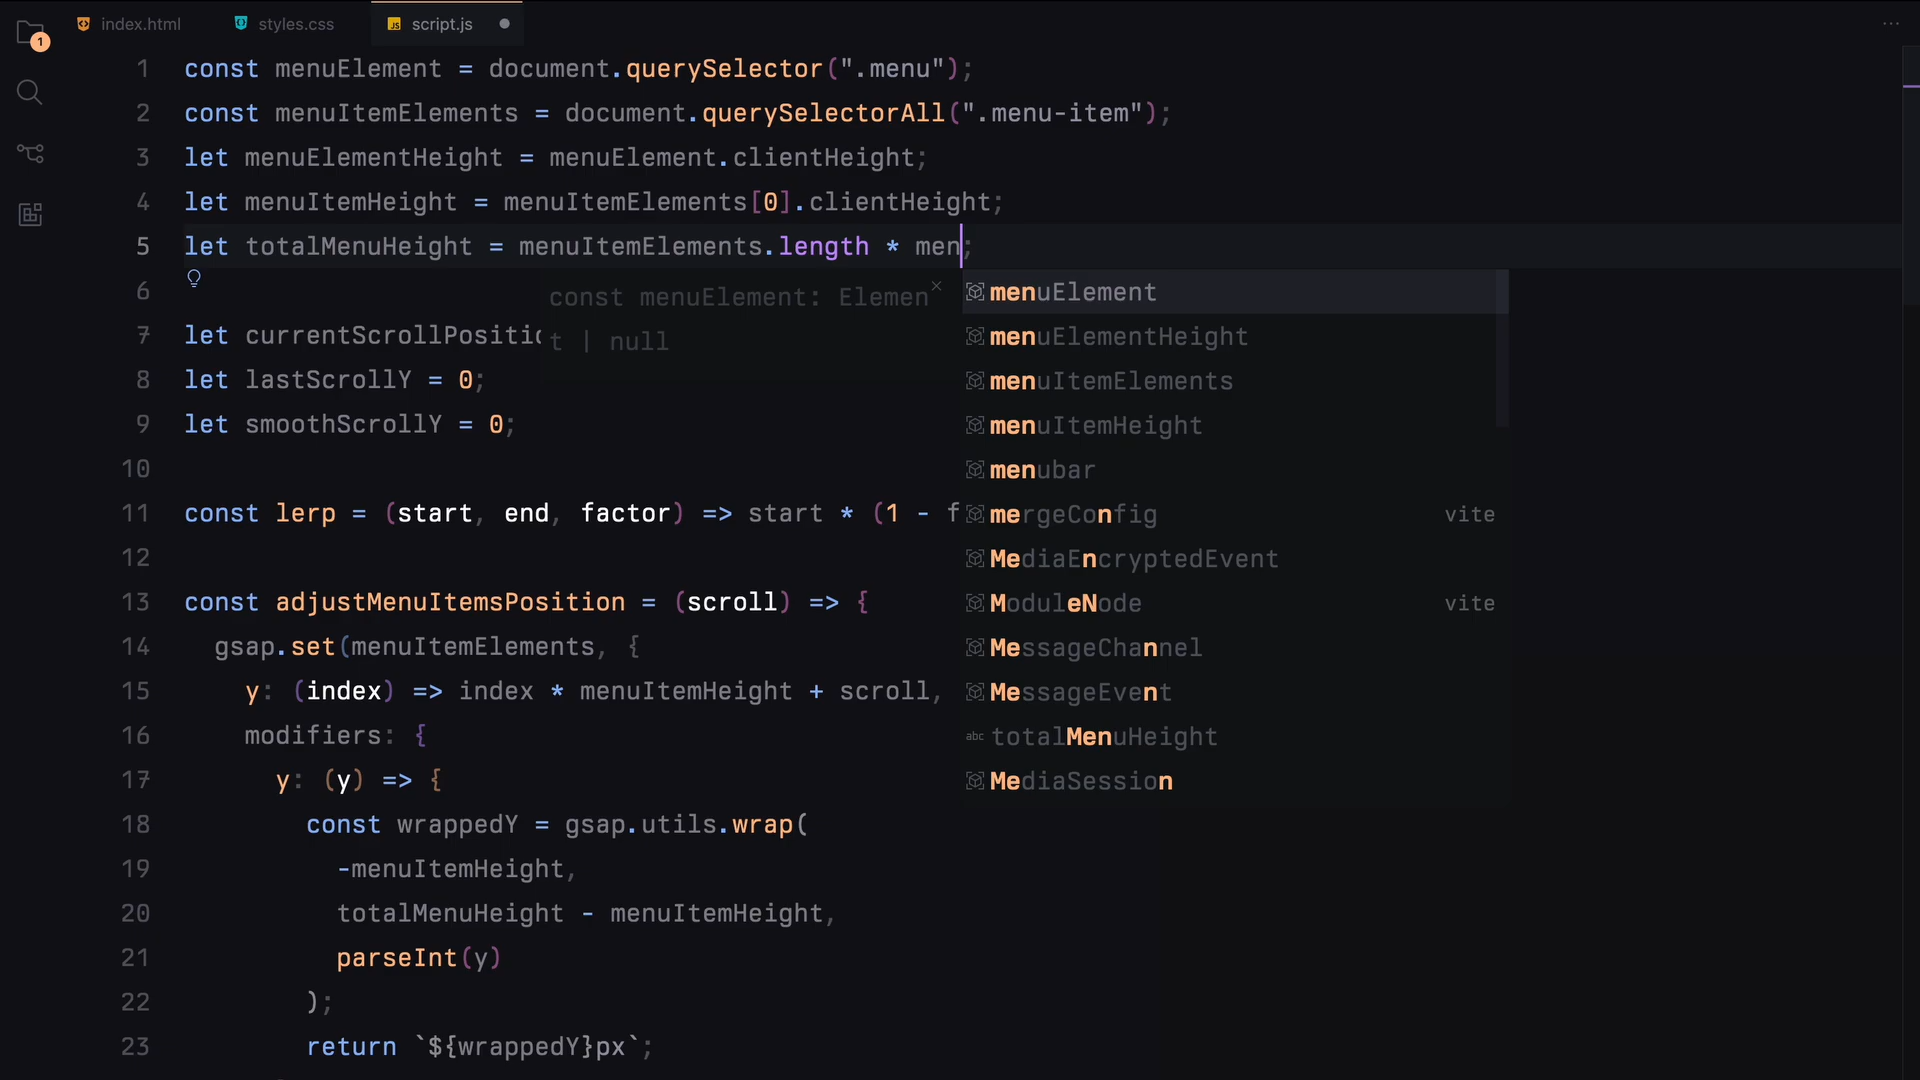 1
index.html
styles.css
JS script.js
...
1 const menuElement = document.querySelector(".menu");
2 const menuItemElements = document.querySelectorAll(".menu-item");
3 let menuElementHeight = menuElement.clientHeight;
4 let menuItemHeight = menuItemElements[0].clientHeight;
5 let totalMenuHeight = menuItemElements.length * men;
6
const menuElement: Elemen
t | null
×
7 let currentScrollPositio
8 let lastScrollY = 0;
9 let smoothScrollY = 0;
10
11 const lerp = (start, end, factor) => start * (1 - f
12
13 const adjustMenuItemsPosition = (scroll) => {
14 gsap.set(menuItemElements, {
15 y: (index) => index * menuItemHeight + scroll,
16 modifiers: {
17 y: (y) => {
18 const wrappedY = gsap.utils.wrap(
19 -menuItemHeight,
20 totalMenuHeight - menuItemHeight,
21 parseInt(y)
22 );
23 return `${wrappedY}px`;
menuElement
menuElementHeight
menuItemElements
menuItemHeight
menubar
mergeConfig vite
MediaEncryptedEvent
ModuleNode vite
MessageChannel
MessageEvent
abc totalMenuHeight
MediaSession